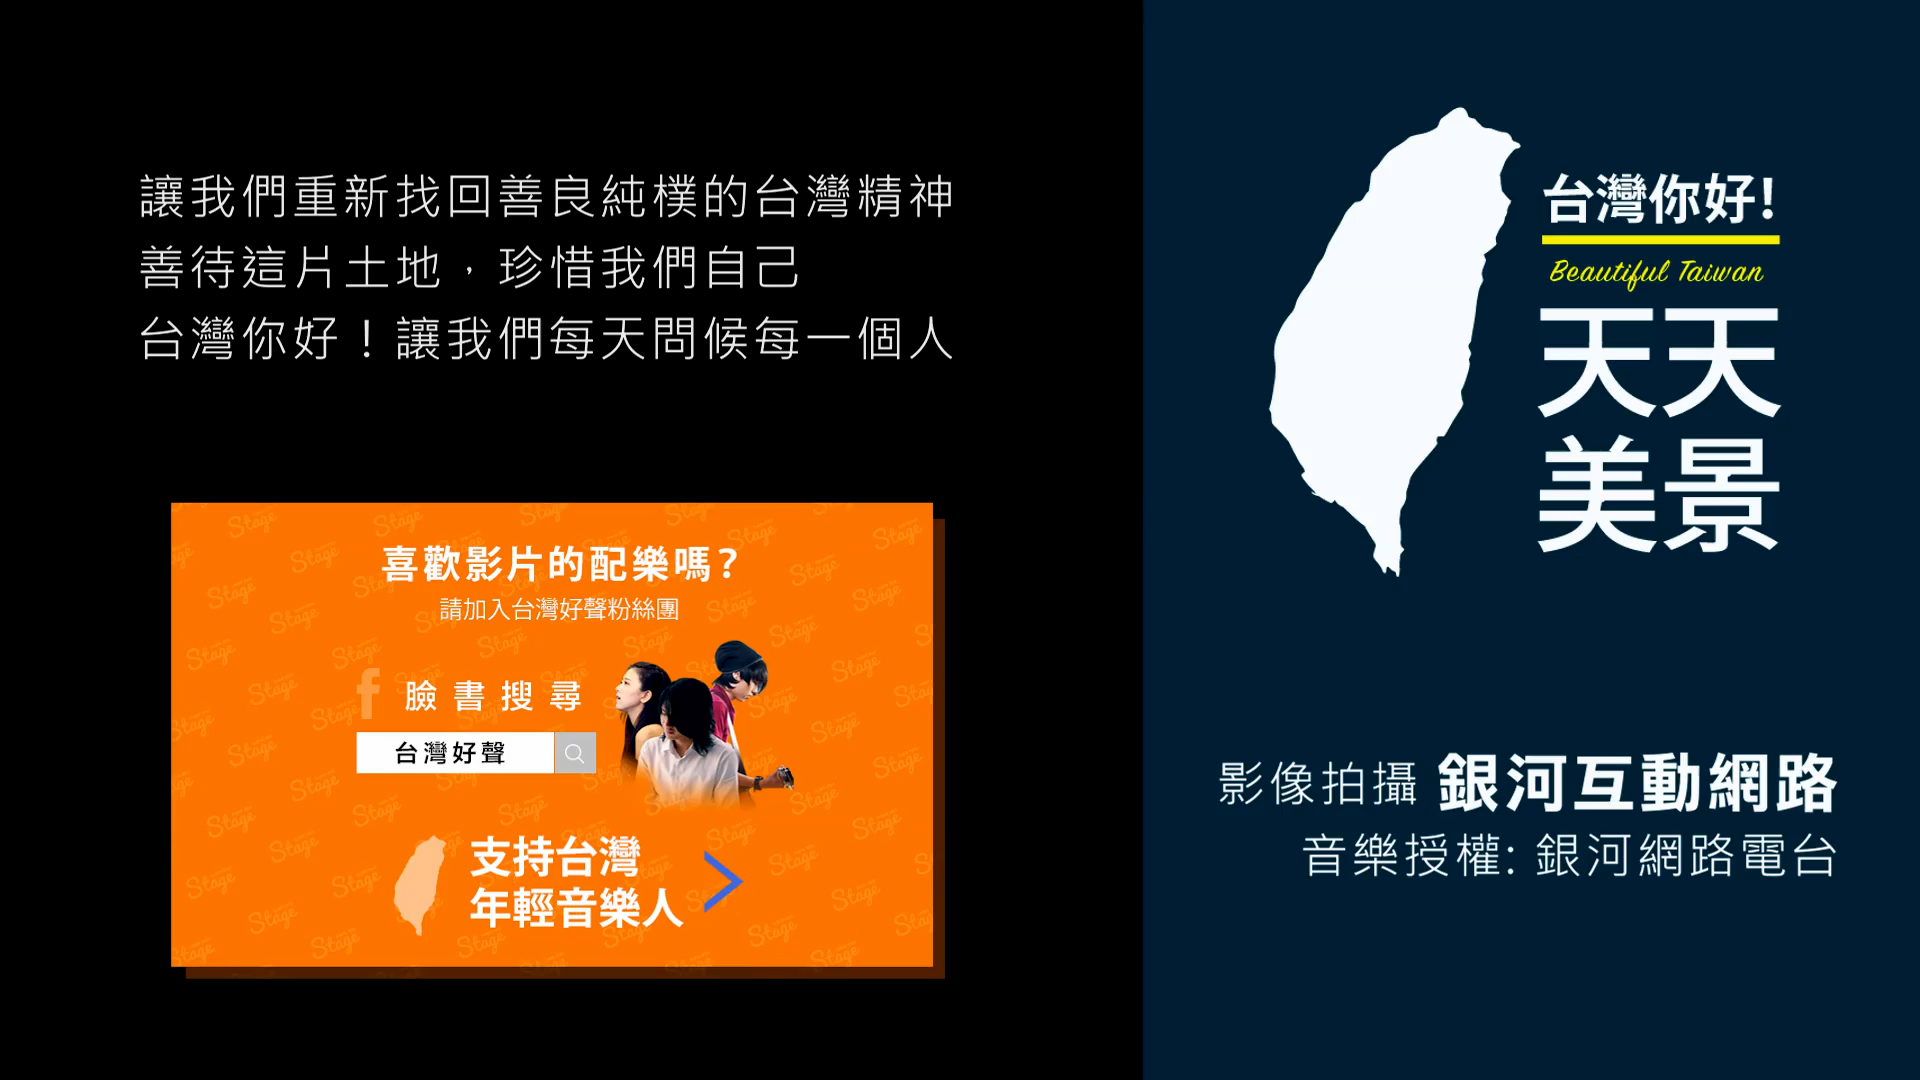 讓我們重新找回善良純樸的台灣精神
善待這片土地，珍惜我們自己
台灣你好！讓我們每天問候每一個人
喜歡影片的配樂嗎？
請加入台灣好聲粉絲團
f 臉書搜尋
台灣好聲
支持台灣
年輕音樂人
台灣你好!
Beautiful Taiwan
天天
美景
影像拍攝 銀河互動網路
音樂授權: 銀河網路電台
Stage